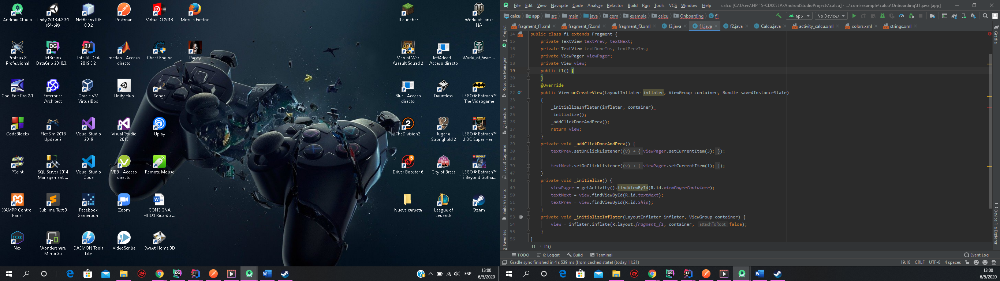 Android Studio
Unity 2018.4.20f1 (64-bit)
NetBeans IDE 8.0.2
Postman
VirtualDJ 2018
Mozilla Firefox
TLauncher
World of Tanks NA
Proteus 8 Professional
JetBrains DataGrip 2018.3...
IntelliJ IDEA 2019.3.2
matlab - Acceso directo
Cheat Engine
Pacify
Men of War Assault Squad 2
left4dead - Acceso directo
World_of_Wars...
Cool Edit Pro 2.1
Enterprise Architect
Oracle VM VirtualBox
Unity Hub
Songr
Blur - Acceso directo
Dauntless
LEGO® Batman™ The Videogame
CodeBlocks
FlexSim 2018 Update 2
Visual Studio 2019
Visual Studio 2015
Uplay
TheDivision2
Jugar a Stronghold 2
LEGO® Batman™ 2 DC Super Her...
PSeInt
SQL Server 2014 Management ...
Visual Studio Code
VBB - Acceso directo
Remote Mouse
Driver Booster 6
City of Brass
LEGO® Batman™ 3 Beyond Gotha...
XAMPP Control Panel
Sublime Text 3
Facebook Gameroom
Zoom
CONSIGNA HITO3 Ricardo ...
Nueva carpeta
League of Legends
Steam
Nox
Wondershare MirrorGo
DAEMON Tools Lite
VideoScribe
Sweet Home 3D
SONY
ESP
13:00
6/5/2020
File Edit View Navigate Code Analyze Refactor Build Run Tools VCS Window Help calcu [C:\Users\HP 15-CD005LA\AndroidStudioProjects\calcu] - ...\com\example\calcu\Onboarding\f1.java [app]
calcu app src main java com example calcu Onboarding f1 app No Devices
fragment_f1.xml fragment_f2.xml fragment_f3.xml f3.java f1.java f2.java Calcu.java activity_calcu.xml colors.xml strings.xml
1: Project
Resource Manager
7: Structure
Layout Captures
Build Variants
2: Favorites
14 public class f1 extends Fragment {
15 private TextView textPrev, textNext;
16 private TextView textDoneIns, textPrevIns;
17 private ViewPager viewPager;
18 private View view;
19 public f1() {
20 }
21 @Override
22 public View onCreateView(LayoutInflater inflater, ViewGroup container, Bundle savedInstanceState)
23 {
24 _initializeInflater(inflater, container)
25 _initialize();
26 _addClickDoneAndPrev();
27 return view;
28 }
29 private void _addClickDoneAndPrev() {
30 textPrev.setOnClickListener((v) → { viewPager.setCurrentItem(3); });
38
39 textNext.setOnClickListener((v) → { viewPager.setCurrentItem(1); });
47 }
48 private void _initialize() {
49 viewPager = getActivity().findViewById(R.id.viewPagerContainer);
50 textNext = view.findViewById(R.id.textNext);
51 textPrev = view.findViewById(R.id.Skip);
52 }
53 @ private void _initializeInflater(LayoutInflater inflater, ViewGroup container) {
54 view = inflater.inflate(R.layout.fragment_f1, container, attachToRoot: false);
55 }
56 }
f1 f1()
Gradle
Device File Explorer
TODO 6: Logcat Build Terminal Event Log
Gradle sync finished in 4 s 539 ms (from cached state) (today 11:21) 19:18 CRLF UTF-8 4 spaces
13:00
6/5/2020